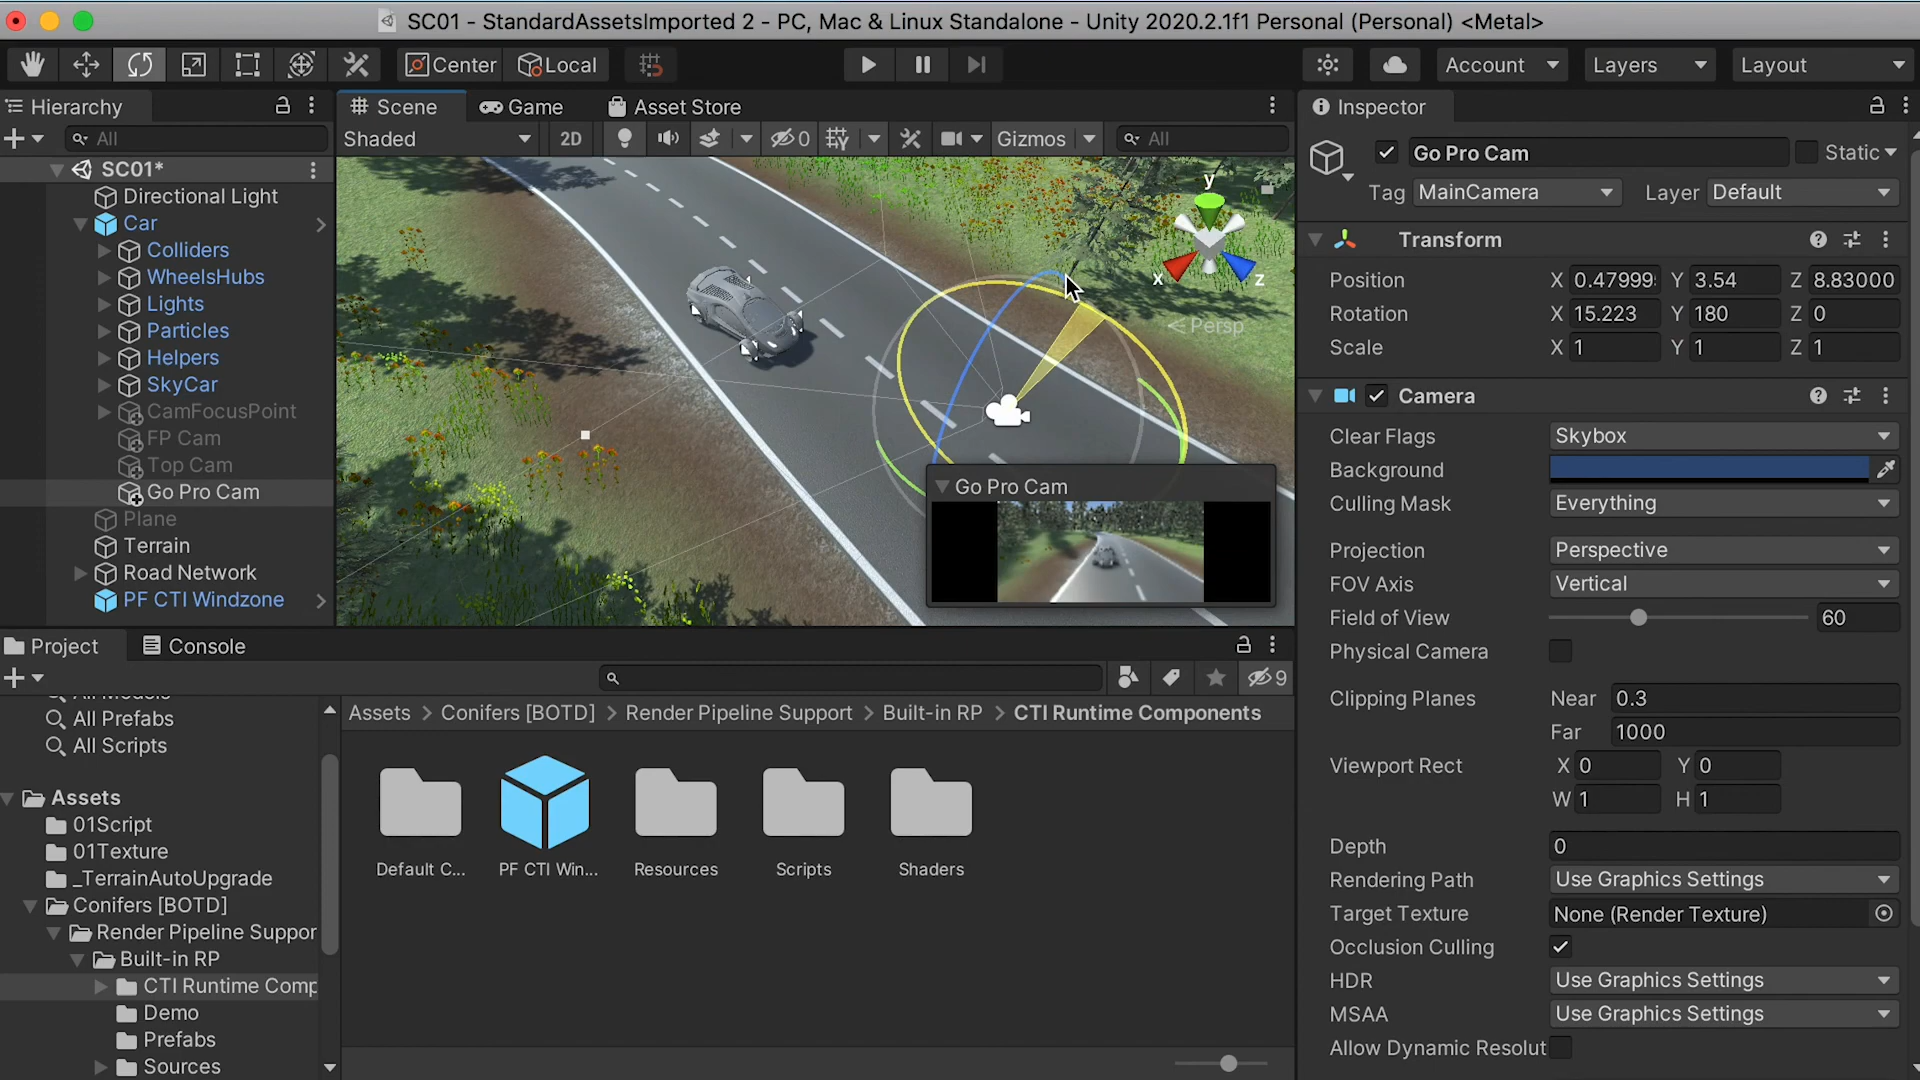 SC01 - StandardAssetsImported 2 - PC, Mac & Linux Standalone - Unity 2020.2.1f1 Personal (Personal) <Metal>
Center Local Account Layers Layout
Hierarchy
All
SC01*
Directional Light
Car
Colliders
WheelsHubs
Lights
Particles
Helpers
SkyCar
CamFocusPoint
FP Cam
Top Cam
Go Pro Cam
Plane
Terrain
Road Network
PF CTI Windzone
Scene Game Asset Store
Shaded 2D 0 Gizmos All
y
x z
Persp
Go Pro Cam
Inspector
Go Pro Cam Static
Tag MainCamera Layer Default
Transform
Position X 0.47999 Y 3.54 Z 8.83000
Rotation X 15.223 Y 180 Z 0
Scale X 1 Y 1 Z 1
Camera
Clear Flags Skybox
Background
Culling Mask Everything
Projection Perspective
FOV Axis Vertical
Field of View 60
Physical Camera
Clipping Planes Near 0.3
Far 1000
Viewport Rect X 0 Y 0
W 1 H 1
Depth 0
Rendering Path Use Graphics Settings
Target Texture None (Render Texture)
Occlusion Culling
HDR Use Graphics Settings
MSAA Use Graphics Settings
Allow Dynamic Resolut
Project Console
9
All Models
All Prefabs
All Scripts
Assets
01Script
01Texture
_TerrainAutoUpgrade
Conifers [BOTD]
Render Pipeline Suppor
Built-in RP
CTI Runtime Comp
Demo
Prefabs
Sources
Assets > Conifers [BOTD] > Render Pipeline Support > Built-in RP > CTI Runtime Components
Default C... PF CTI Win... Resources Scripts Shaders